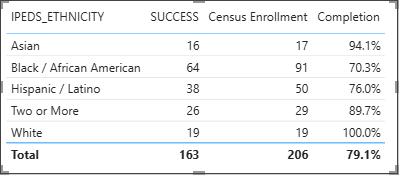 IPEDS_ETHNICITY SUCCESS Census Enrollment Completion
Asian 16 17 94.1%
Black / African American 64 91 70.3%
Hispanic / Latino 38 50 76.0%
Two or More 26 29 89.7%
White 19 19 100.0%
Total 163 206 79.1%